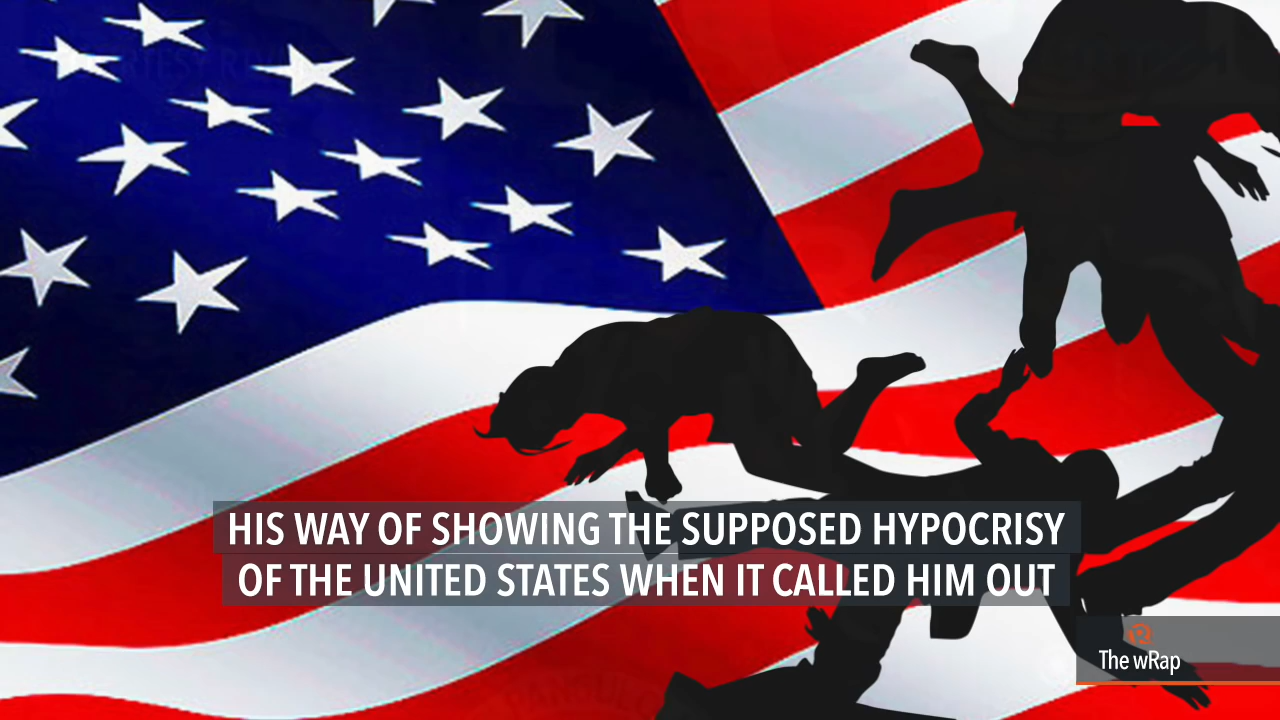 HIS WAY OF SHOWING THE SUPPOSED HYPOCRISY
OF THE UNITED STATES WHEN IT CALLED HIM OUT
The wRap